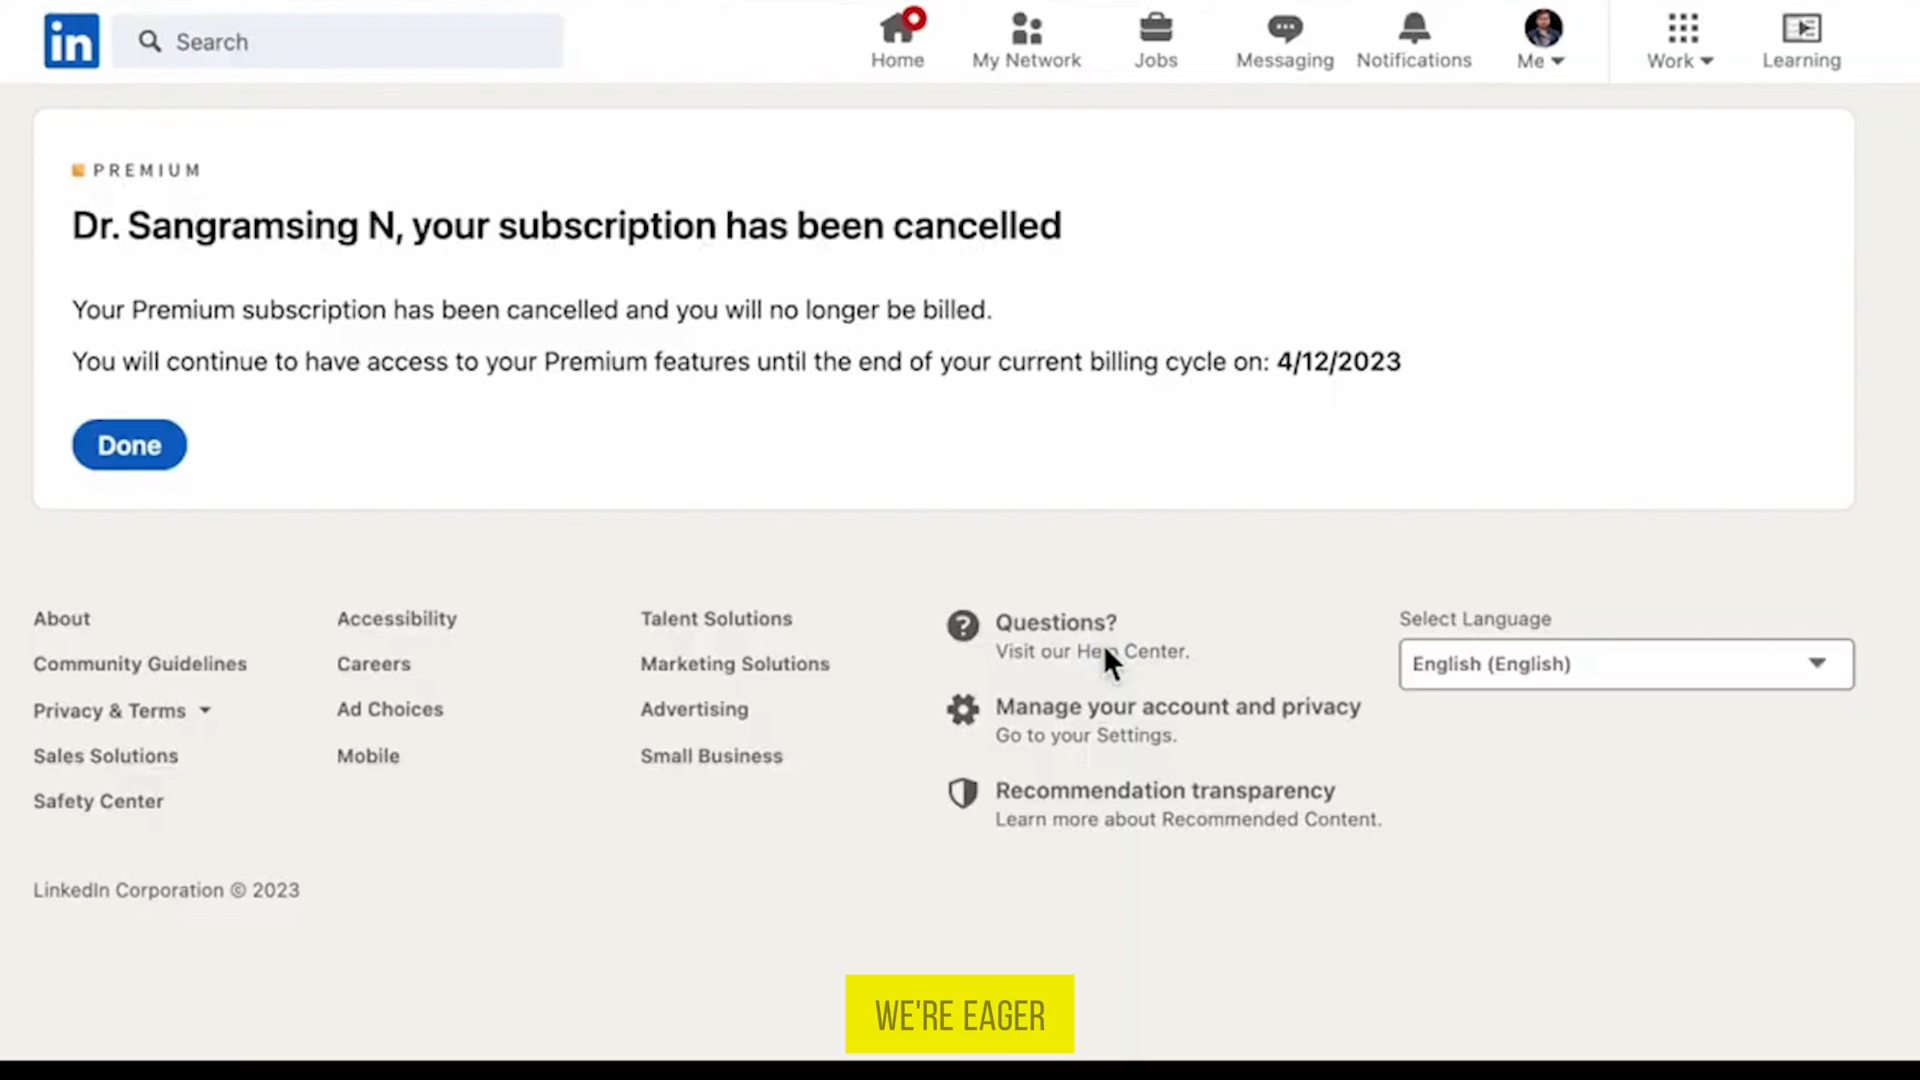 in
Search
Home
My Network
Jobs
Messaging
Notifications
Me
Work
Learning
PREMIUM
Dr. Sangramsing N, your subscription has been cancelled
Your Premium subscription has been cancelled and you will no longer be billed.
You will continue to have access to your Premium features until the end of your current billing cycle on: 4/12/2023
Done
About
Community Guidelines
Privacy & Terms
Sales Solutions
Safety Center
Accessibility
Careers
Ad Choices
Mobile
Talent Solutions
Marketing Solutions
Advertising
Small Business
Questions?
Visit our Help Center.
Manage your account and privacy
Go to your Settings.
Recommendation transparency
Learn more about Recommended Content.
Select Language
English (English)
LinkedIn Corporation © 2023
WE'RE EAGER